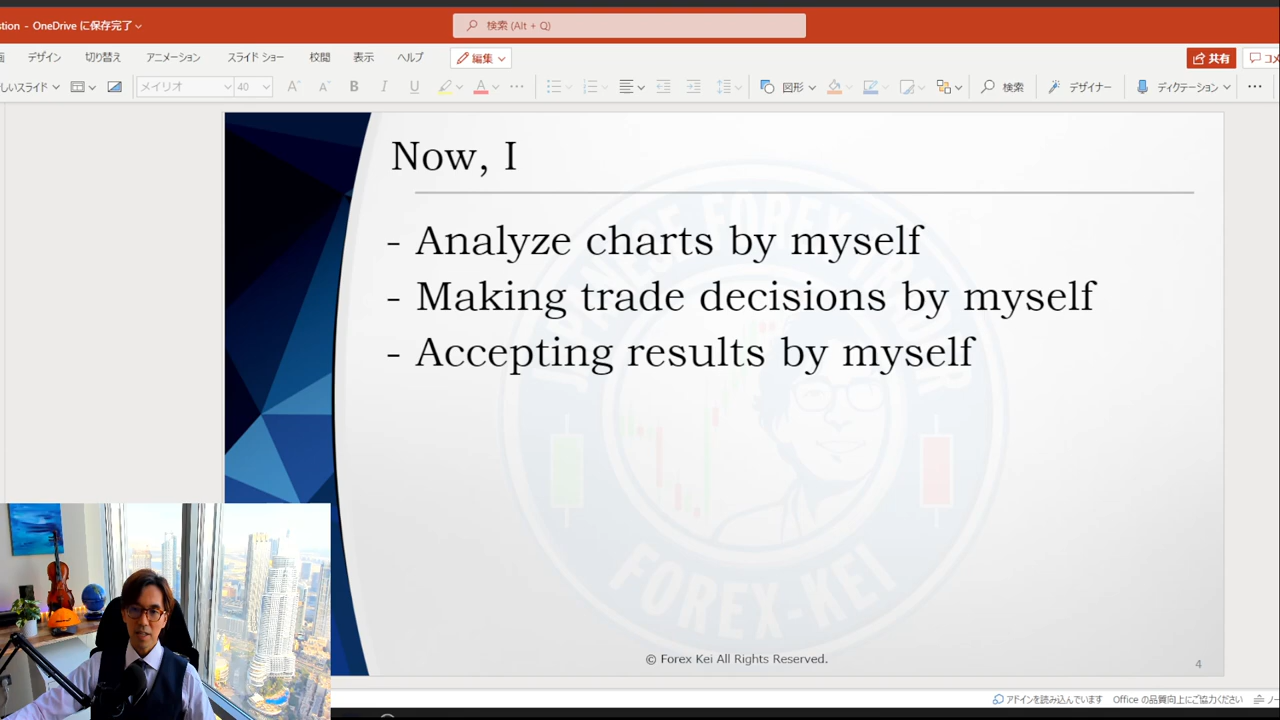 tion - OneDrive に保存完了
検索 (Alt + Q)
デザイン 切り替え アニメーション スライド ショー 校閲 表示 ヘルプ 編集 共有
しいスライド メイリオ 40 B I U A 図形 検索 デザイナー ディクテーション
Now, I
- Analyze charts by myself
- Making trade decisions by myself
- Accepting results by myself
FOREX
© Forex Kei All Rights Reserved.
4
アドインを読み込んでいます Office の品質向上にご協力ください ノー